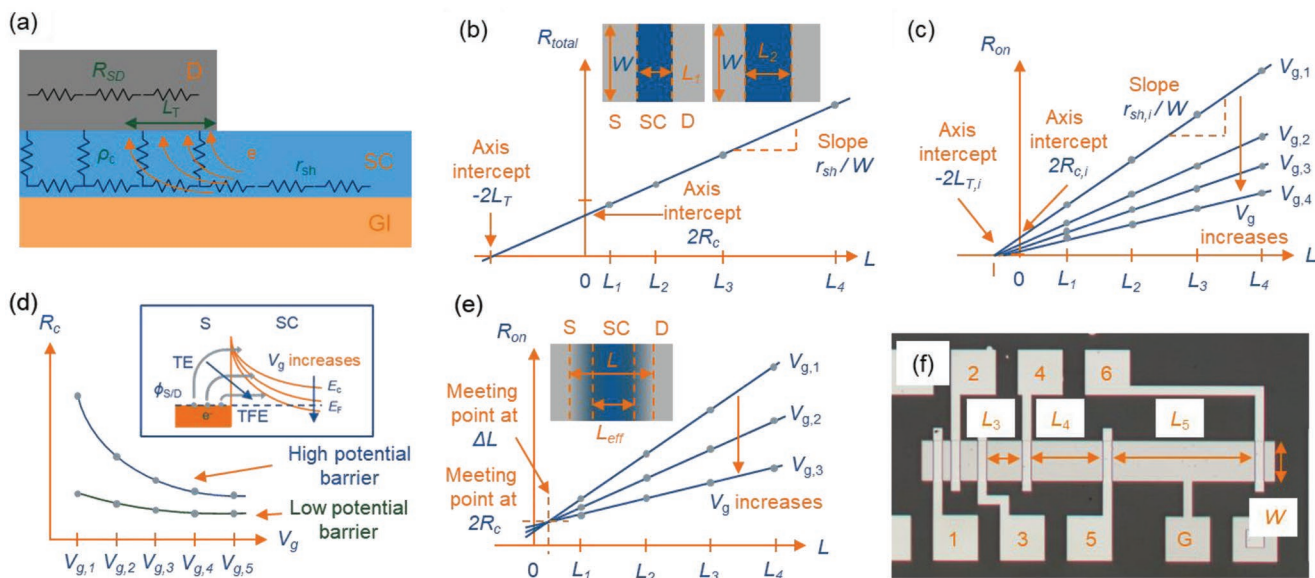 (a)
R_SD
D
L_T
ρ_c
e
SC
r_sh
GI
(b)
R_total
W
L_1
W
L_2
S SC D
Axis
intercept
-2L_T
Slope
r_sh/W
Axis
intercept
2R_c
0 L_1 L_2 L_3 L_4 L
(c)
R_on
V_g,1
Slope
r_sh,i/W
Axis
intercept
2R_c,i
V_g,2
Axis
intercept
-2L_T,i
V_g,3
V_g,4
V_g
increases
0 L_1 L_2 L_3 L_4 L
(d)
R_c
S SC
V_g increases
TE
ϕ_S/D
E_c
E_F
e-
TFE
High potential
barrier
Low potential
barrier
V_g,1 V_g,2 V_g,3 V_g,4 V_g,5 V_g
(e)
R_on
S SC D
L
L_eff
V_g,1
Meeting
point at
ΔL
V_g,2
Meeting
point at
2R_c
V_g,3
V_g increases
0 L_1 L_2 L_3 L_4 L
(f)
2 4 6
L_3 L_4 L_5
W
1 3 5 G